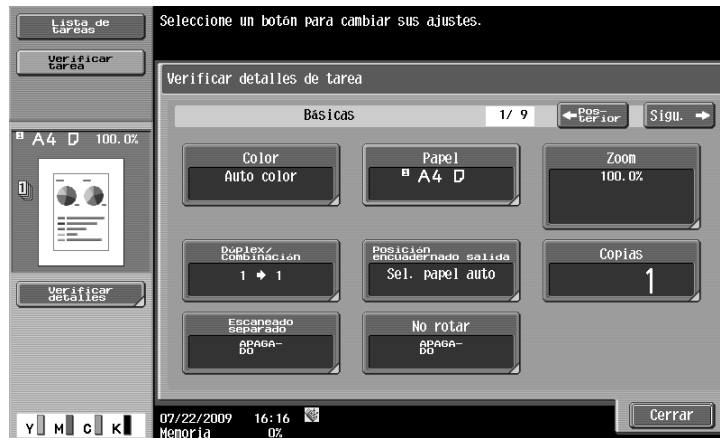 Lista de
tareas
Verificar
tarea
A4 100.0%
1
Verificar
detalles
Y M C K
Seleccione un botón para cambiar sus ajustes.
Verificar detalles de tarea
Básicas 1/ 9 ←Pos-
terior Sigu. →
Color
Auto color
Papel
A4
Zoom
100.0%
Dúplex/
Combinación
1 → 1
Posición
encuadernado salida
Sel. papel auto
Copias
1
Escaneado
separado
APAGA-
DO
No rotar
APAGA-
DO
07/22/2009 16:16
Memoria 0%
Cerrar